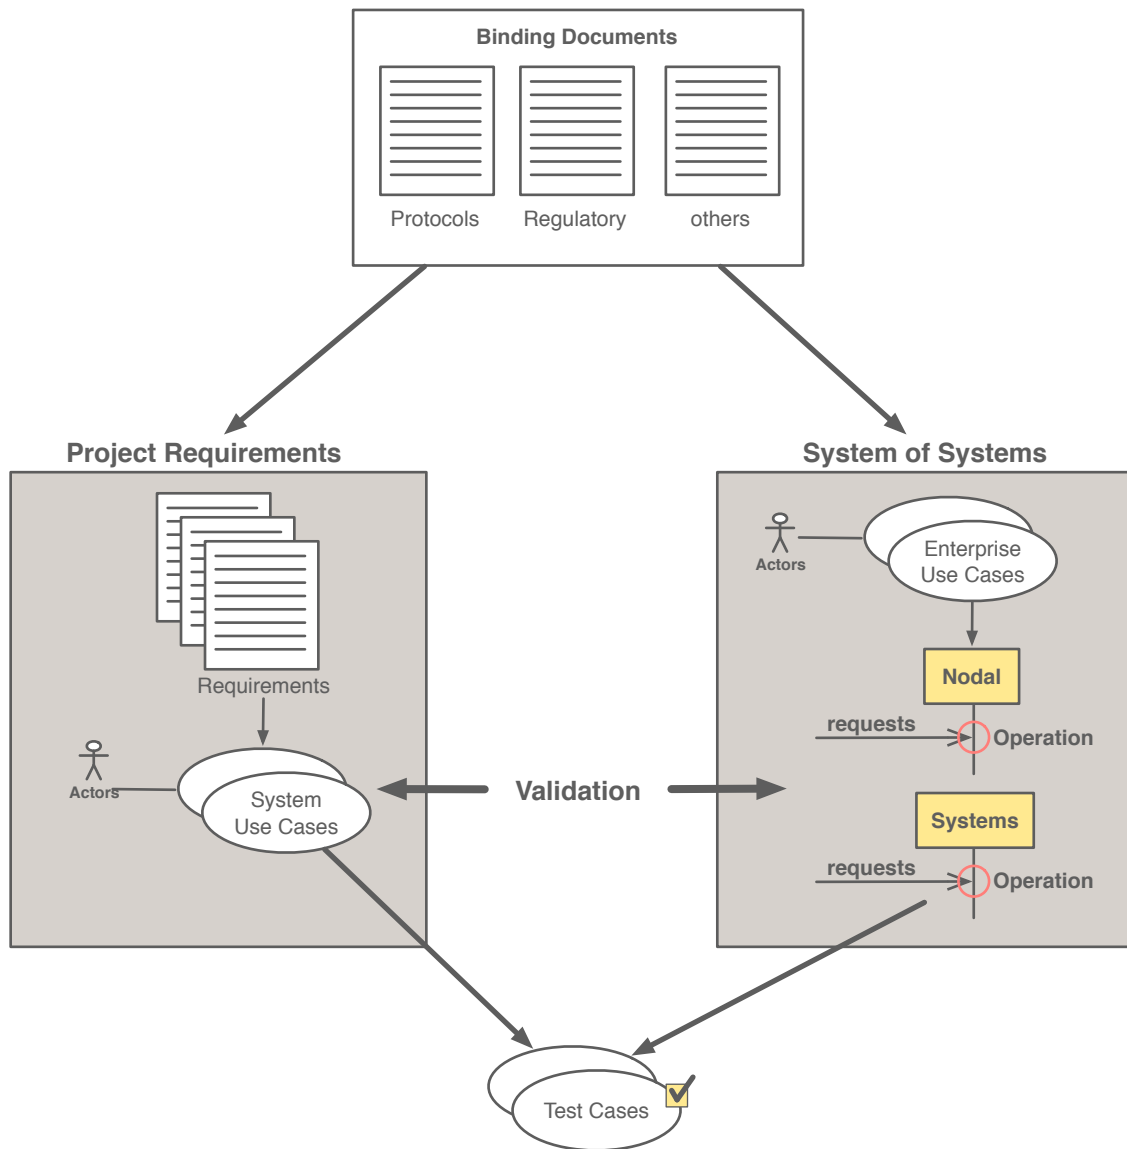 Binding Documents
Protocols
Regulatory
others
Project Requirements
System of Systems
Requirements
Actors
System
Use Cases
Actors
Enterprise
Use Cases
Nodal
requests
Operation
Validation
Systems
requests
Operation
Test Cases